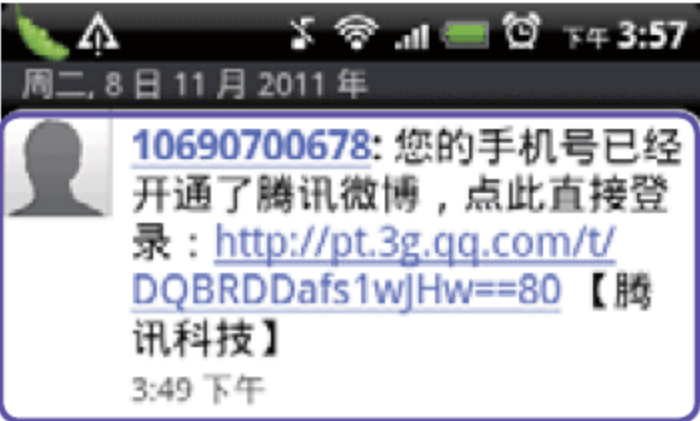 下午 3:57
周二, 8 日 11 月 2011 年
10690700678: 您的手机号已经
开通了腾讯微博，点此直接登
录：http://pt.3g.qq.com/t/
DQBRDDafs1wJHw==80 【腾
讯科技】
3:49 下午